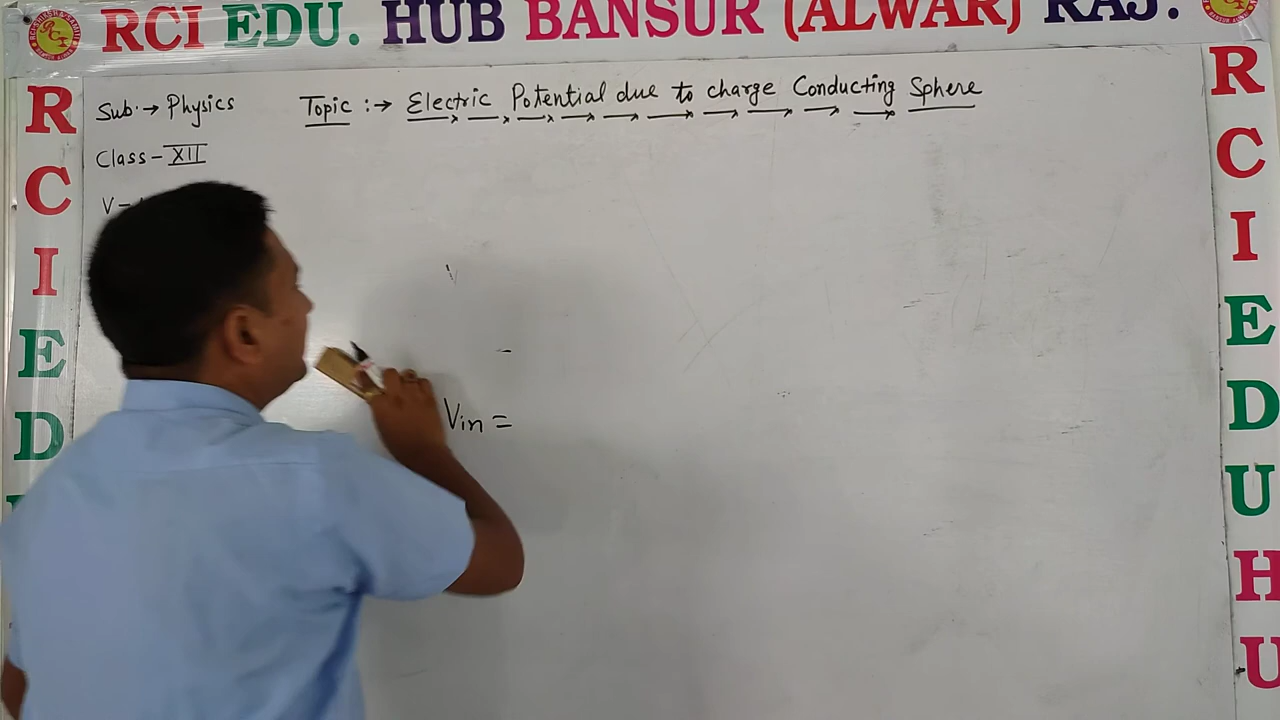 RCI EDU. HUB BANSUR (ALWAR) RAJ.
R
C
I
E
D
Sub.→ Physics
Topic :→ Electric Potential due to charge Conducting Sphere
Class - XII
V -
V
-
Vin =
R
C
I
E
D
U
H
U